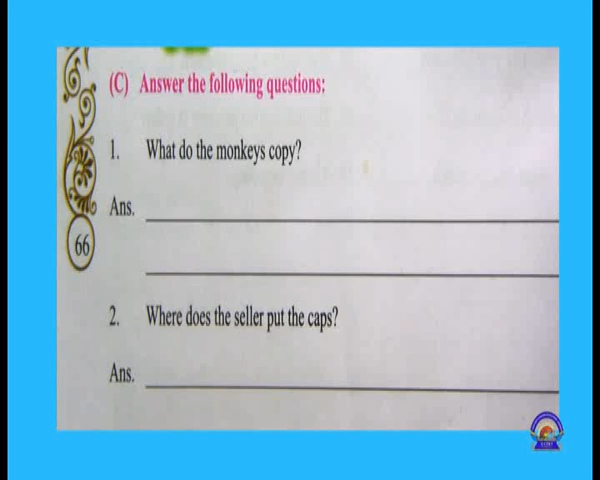 (C) Answer the following questions:
1. What do the monkeys copy?
Ans.
66
2. Where does the seller put the caps?
Ans.